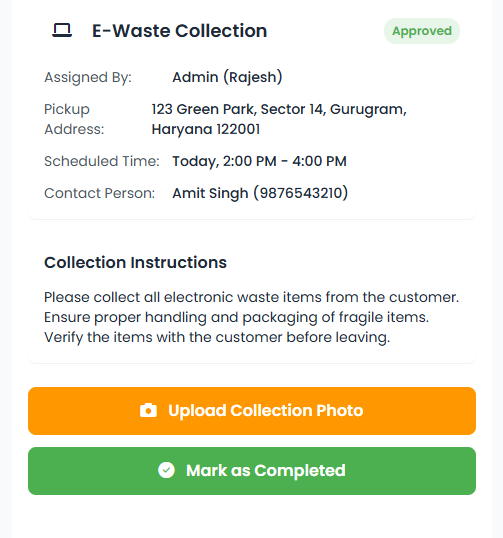 E-Waste Collection Approved
Assigned By: Admin (Rajesh)
Pickup Address: 123 Green Park, Sector 14, Gurugram,
Haryana 122001
Scheduled Time: Today, 2:00 PM - 4:00 PM
Contact Person: Amit Singh (9876543210)
Collection Instructions
Please collect all electronic waste items from the customer.
Ensure proper handling and packaging of fragile items.
Verify the items with the customer before leaving.
Upload Collection Photo
Mark as Completed